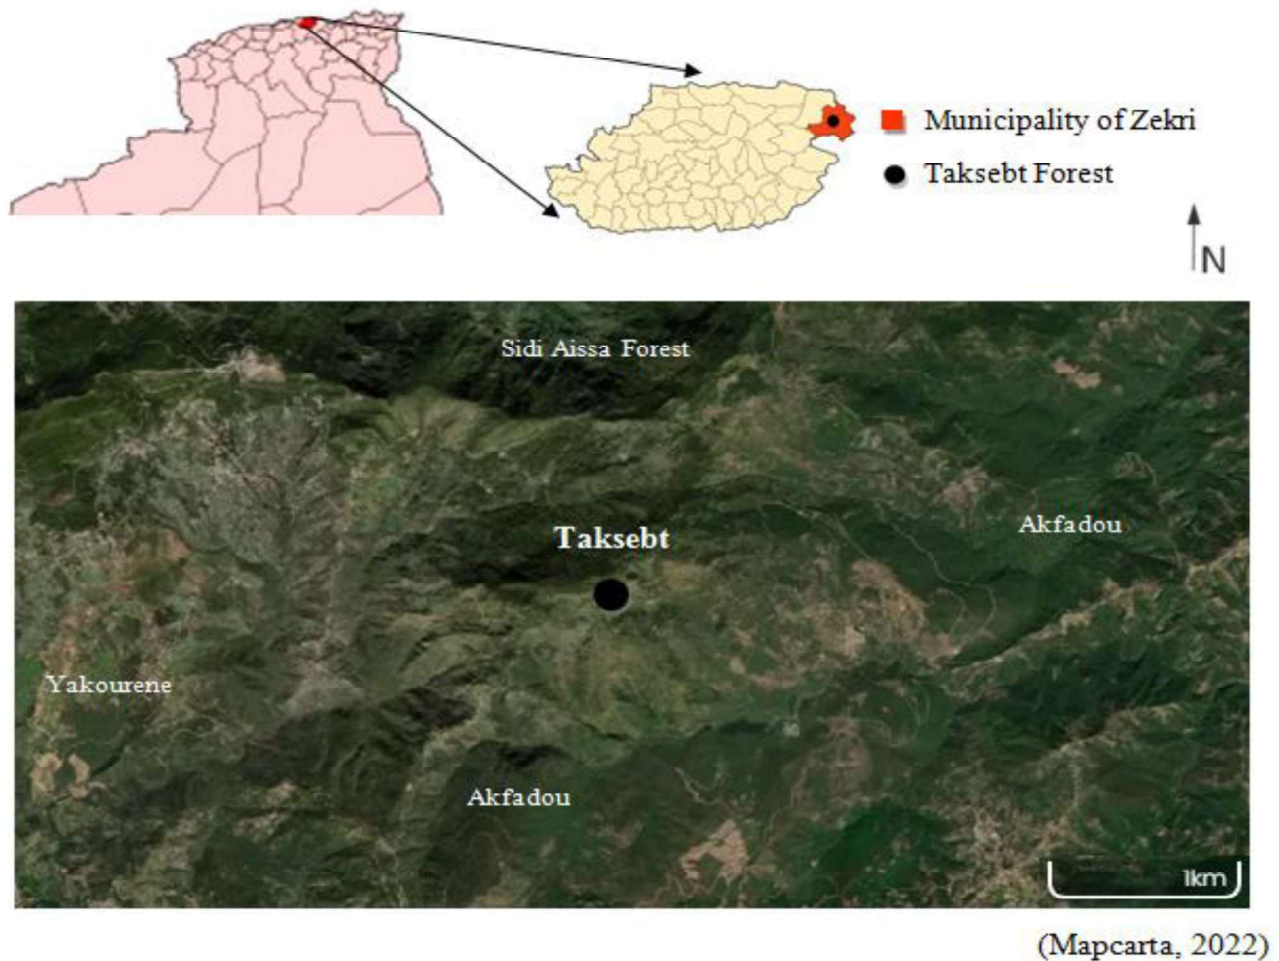 Municipality of Zekri
Taksebt Forest
N
Sidi Aissa Forest
Taksebt
Akfadou
Yakourene
Akfadou
1km
(Mapcarta, 2022)